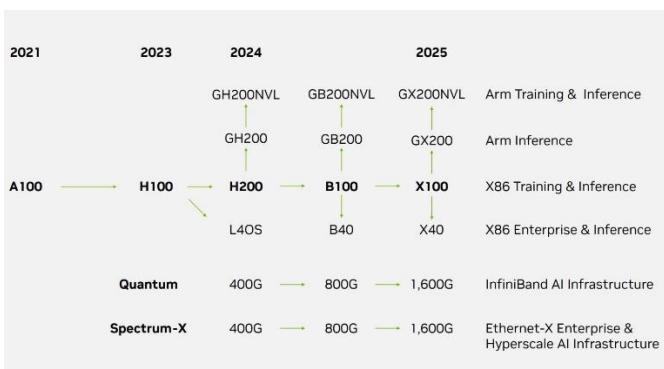 2021 2023 2024 2025
GH200NVL GB200NVL GX200NVL Arm Training & Inference
GH200 GB200 GX200 Arm Inference
A100 H100 H200 B100 X100 X86 Training & Inference
L4OS B40 X40 X86 Enterprise & Inference
Quantum 400G 800G 1,600G InfiniBand AI Infrastructure
Spectrum-X 400G 800G 1,600G Ethernet-X Enterprise &
Hyperscale AI Infrastructure